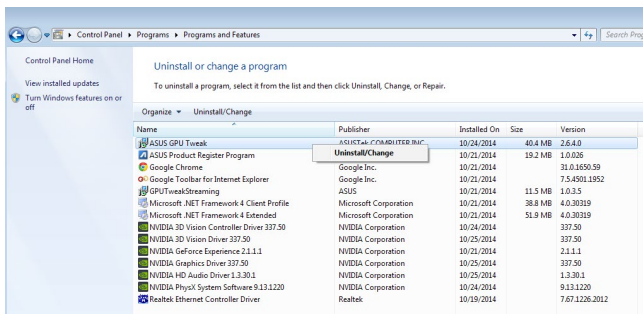 Control Panel ▸ Programs ▸ Programs and Features
Search Prog
Control Panel Home
View installed updates
Turn Windows features on or off
Uninstall or change a program
To uninstall a program, select it from the list and then click Uninstall, Change, or Repair.
Organize Uninstall/Change
Name Publisher Installed On Size Version
ASUS GPU Tweak ASUSTek COMPUTER INC. 10/24/2014 40.4 MB 2.6.4.0
Uninstall/Change
ASUS Product Register Program 10/21/2014 19.2 MB 1.0.026
Google Chrome Google Inc. 10/21/2014 31.0.1650.59
Google Toolbar for Internet Explorer Google Inc. 10/21/2014 7.5.4501.1952
GPUTweakStreaming ASUS 10/21/2014 11.5 MB 1.0.3.5
Microsoft .NET Framework 4 Client Profile Microsoft Corporation 10/21/2014 38.8 MB 4.0.30319
Microsoft .NET Framework 4 Extended Microsoft Corporation 10/21/2014 51.9 MB 4.0.30319
NVIDIA 3D Vision Controller Driver 337.50 NVIDIA Corporation 10/24/2014 337.50
NVIDIA 3D Vision Driver 337.50 NVIDIA Corporation 10/25/2014 337.50
NVIDIA GeForce Experience 2.1.1.1 NVIDIA Corporation 10/21/2014 2.1.1.1
NVIDIA Graphics Driver 337.50 NVIDIA Corporation 10/25/2014 337.50
NVIDIA HD Audio Driver 1.3.30.1 NVIDIA Corporation 10/25/2014 1.3.30.1
NVIDIA PhysX System Software 9.13.1220 NVIDIA Corporation 10/24/2014 9.13.1220
Realtek Ethernet Controller Driver Realtek 10/19/2014 7.67.1226.2012